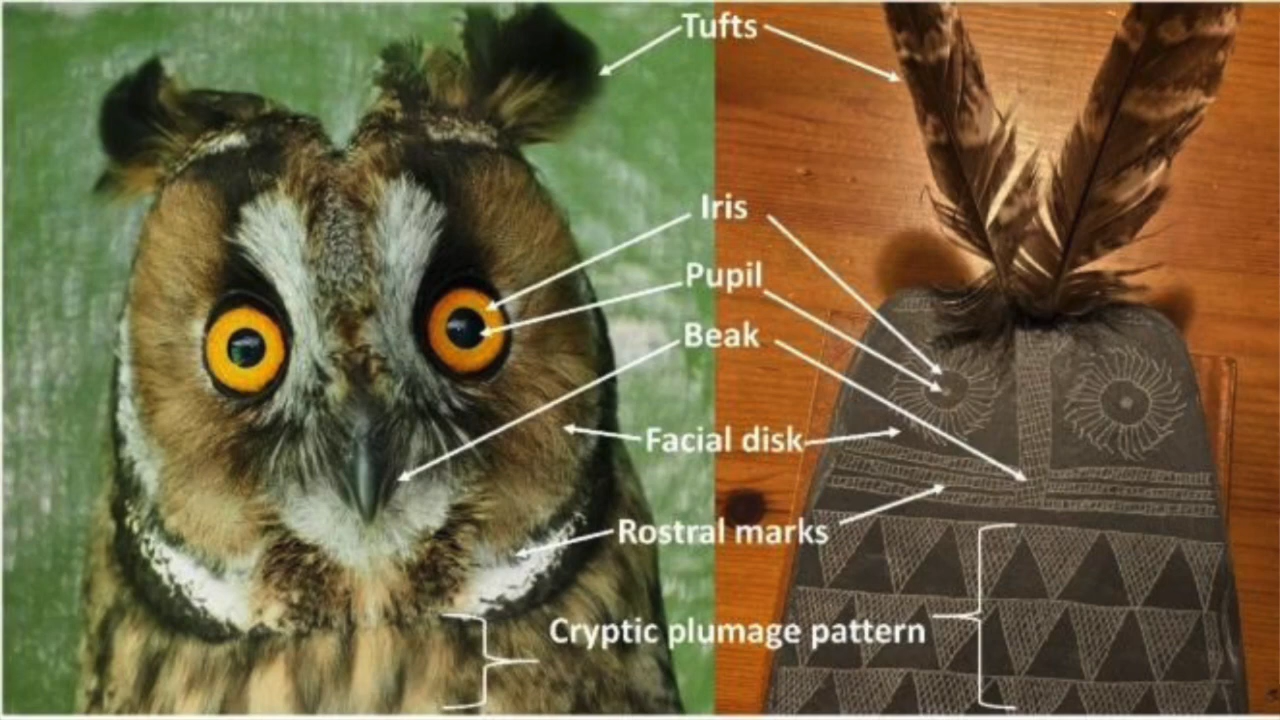 Tufts
Iris
Pupil
Beak
Facial disk
Rostral marks
Cryptic plumage pattern